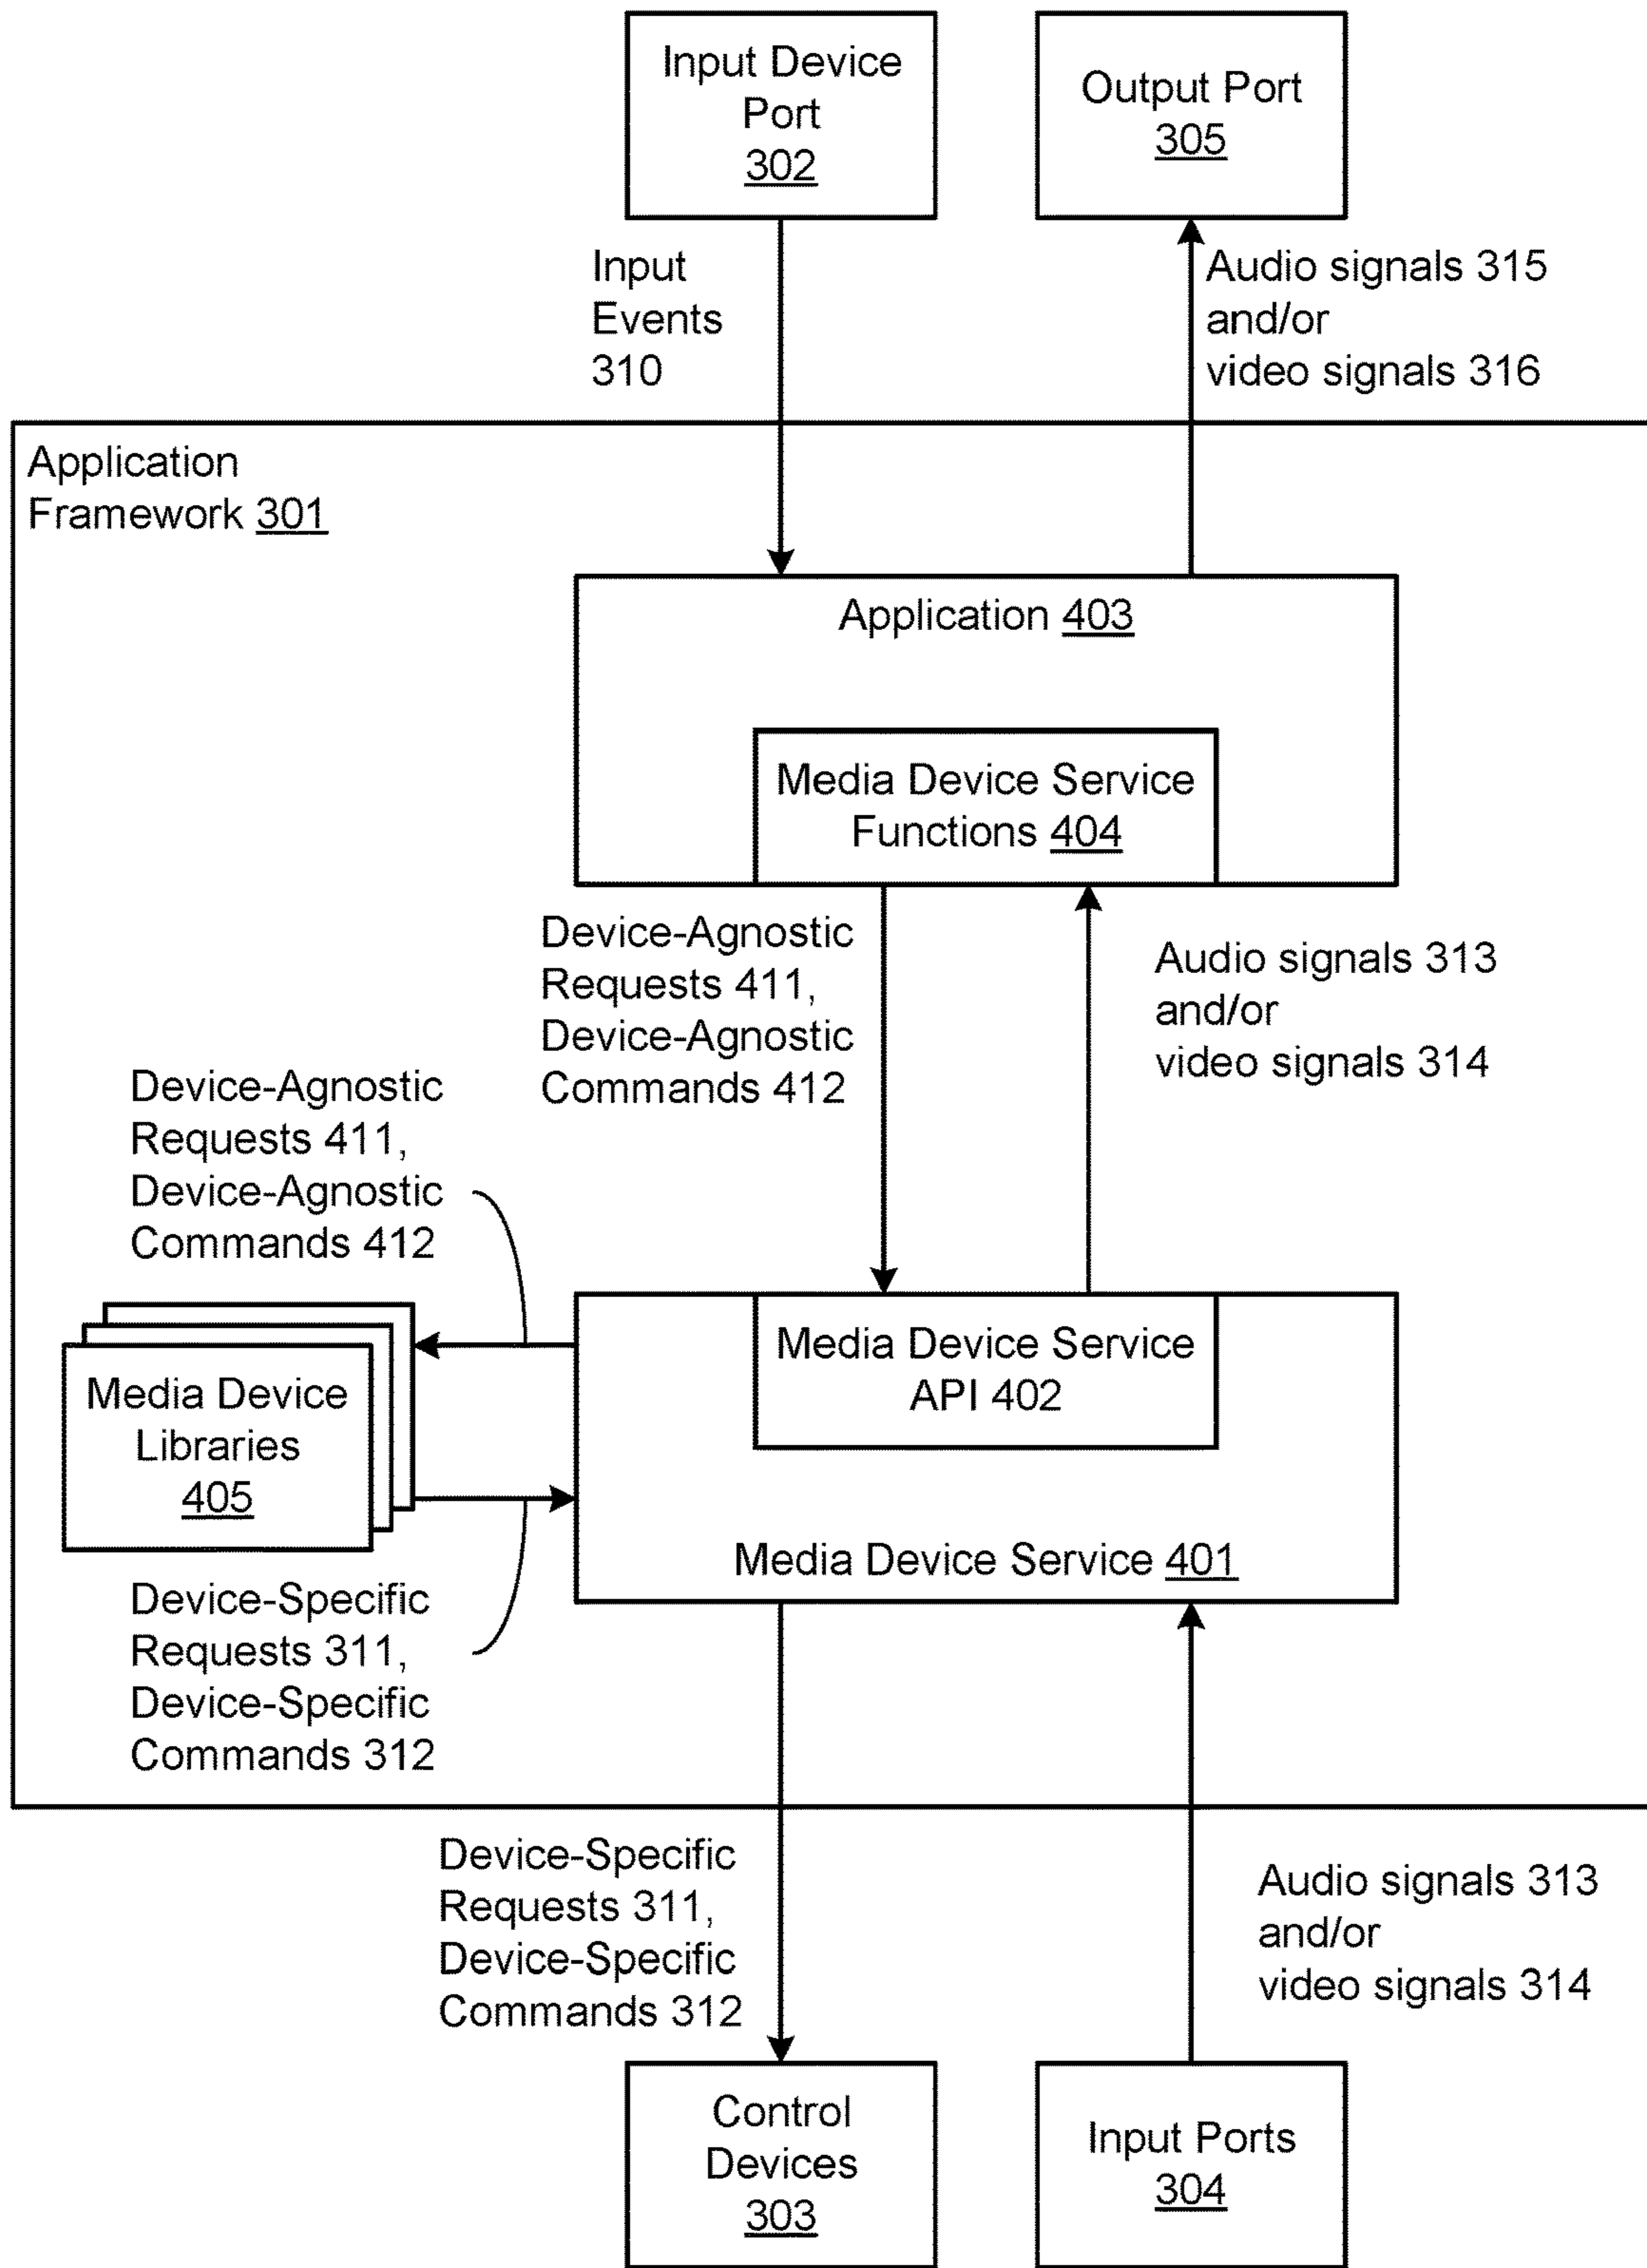 Input Device
Port
302
Output Port
305
Input
Events
310
Audio signals 315
and/or
video signals 316
Application
Framework 301
Application 403
Media Device Service
Functions 404
Device-Agnostic
Requests 411,
Device-Agnostic
Commands 412
Audio signals 313
and/or
video signals 314
Device-Agnostic
Requests 411,
Device-Agnostic
Commands 412
Media Device
Libraries
405
Media Device Service
API 402
Media Device Service 401
Device-Specific
Requests 311,
Device-Specific
Commands 312
Device-Specific
Requests 311,
Device-Specific
Commands 312
Audio signals 313
and/or
video signals 314
Control
Devices
303
Input Ports
304